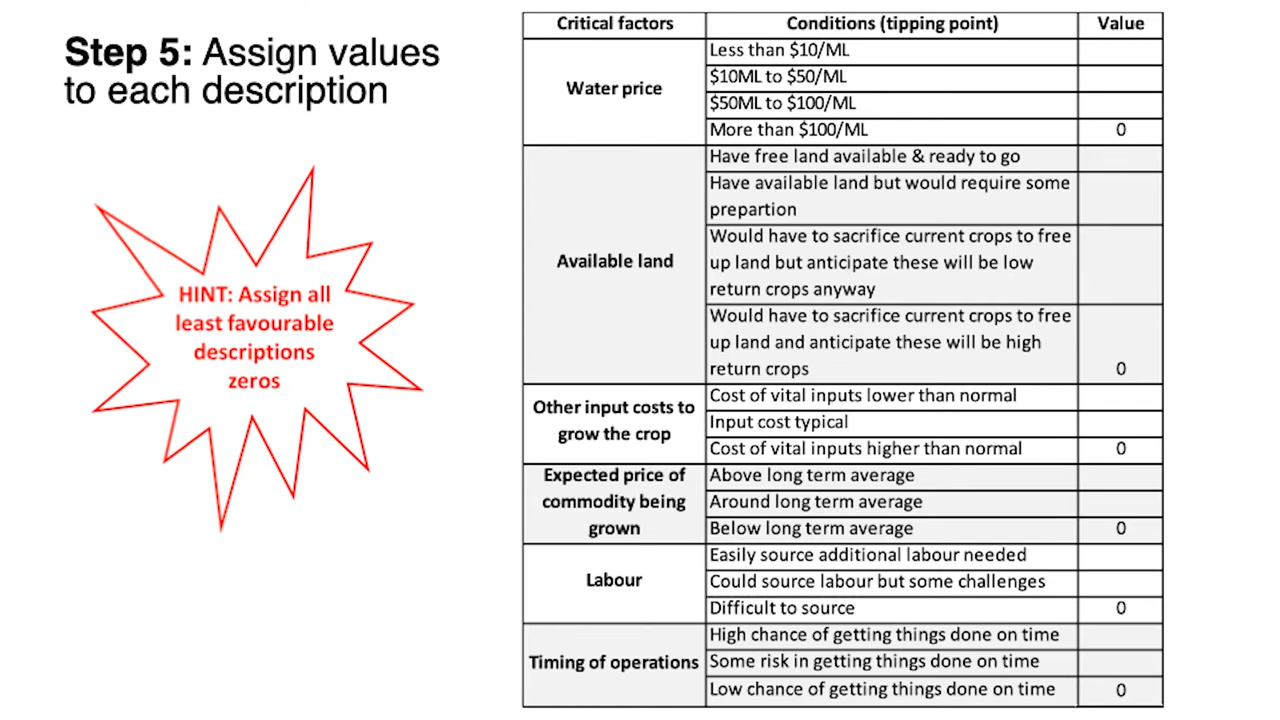 Step 5: Assign values
to each description
HINT: Assign all
least favourable
descriptions
zeros
Critical factors Conditions (tipping point) Value
Water price
Less than $10/ML
$10ML to $50/ML
$50ML to $100/ML
More than $100/ML 0
Available land
Have free land available & ready to go
Have available land but would require some
prepartion
Would have to sacrifice current crops to free
up land but anticipate these will be low
return crops anyway
Would have to sacrifice current crops to free
up land and anticipate these will be high
return crops 0
Other input costs to
grow the crop
Cost of vital inputs lower than normal
Input cost typical
Cost of vital inputs higher than normal 0
Expected price of
commodity being
grown
Above long term average
Around long term average
Below long term average 0
Labour
Easily source additional labour needed
Could source labour but some challenges
Difficult to source 0
Timing of operations
High chance of getting things done on time
Some risk in getting things done on time
Low chance of getting things done on time 0